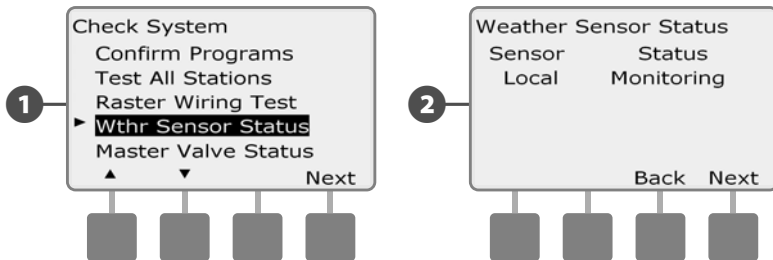 1
Check System
Confirm Programs
Test All Stations
Raster Wiring Test
► Wthr Sensor Status
Master Valve Status
▲ ▼ Next
2
Weather Sensor Status
Sensor Status
Local Monitoring
Back Next